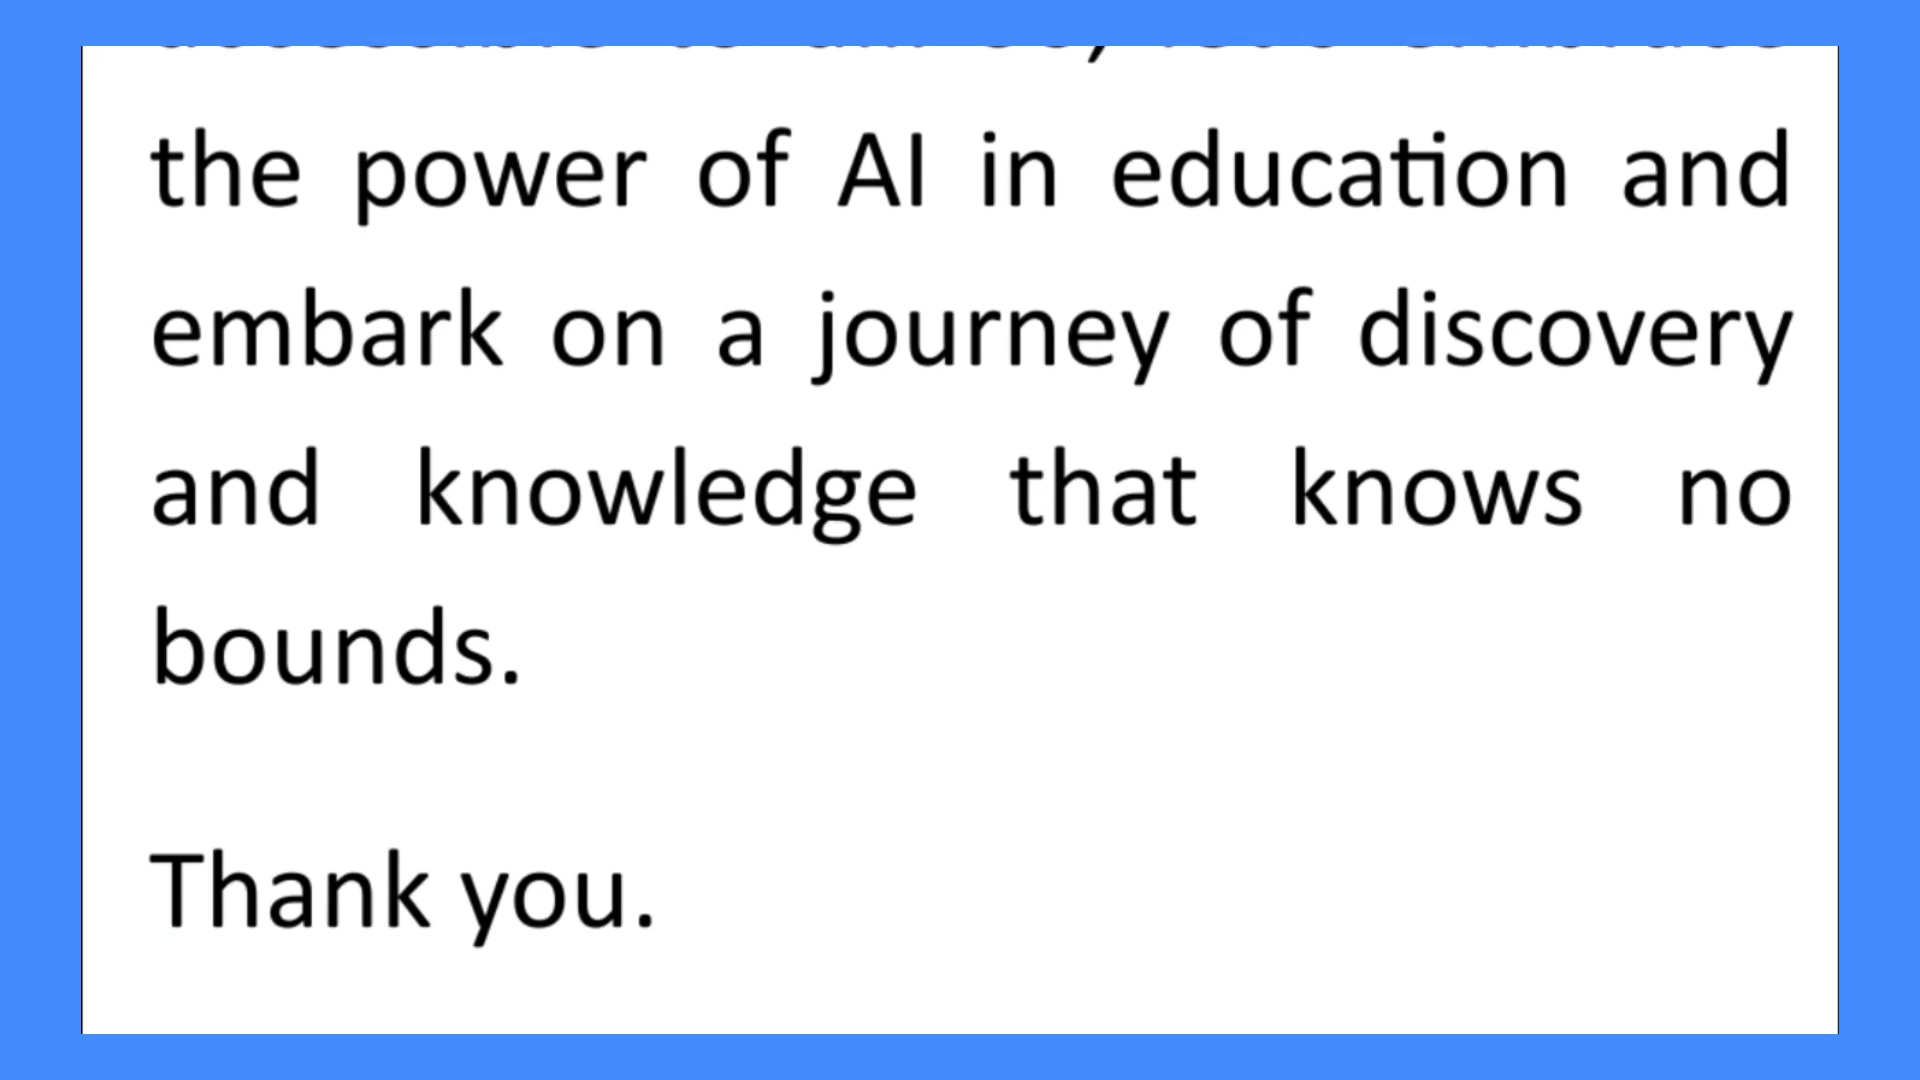 the power of AI in education and
embark on a journey of discovery
and knowledge that knows no
bounds.
Thank you.